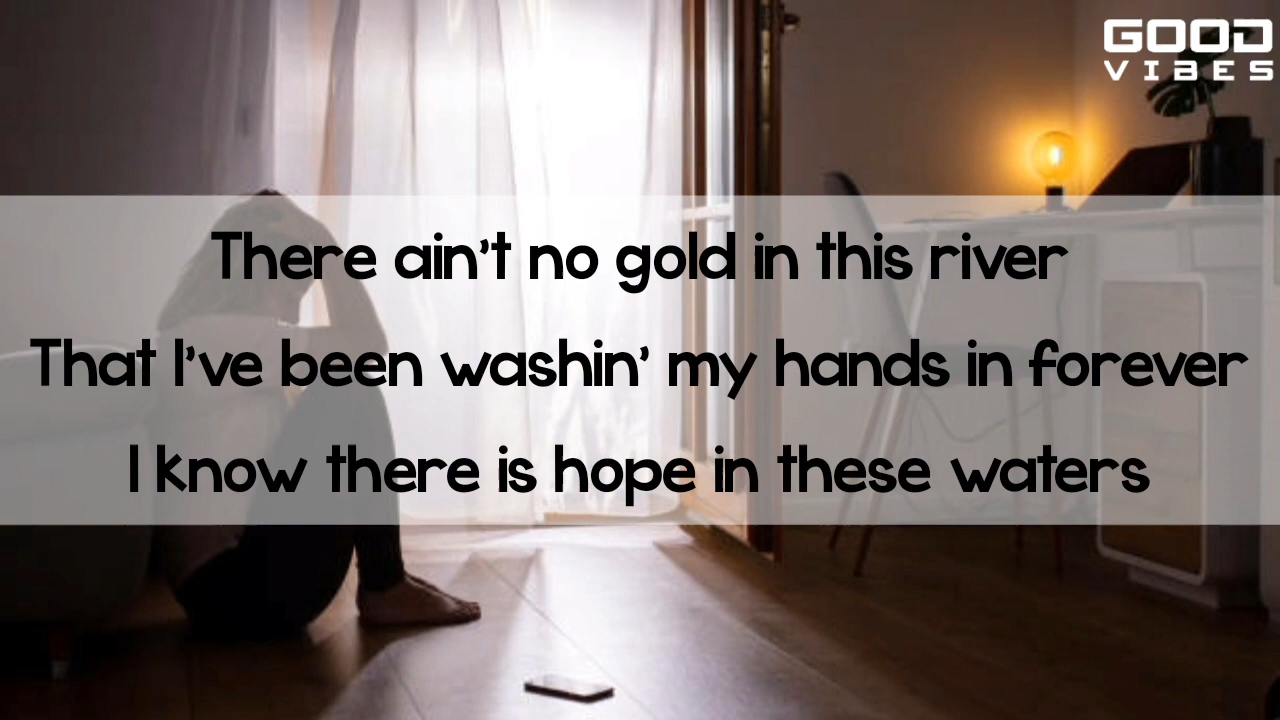 GOOD
VIBES
There ain't no gold in this river
That I've been washin' my hands in forever
I know there is hope in these waters